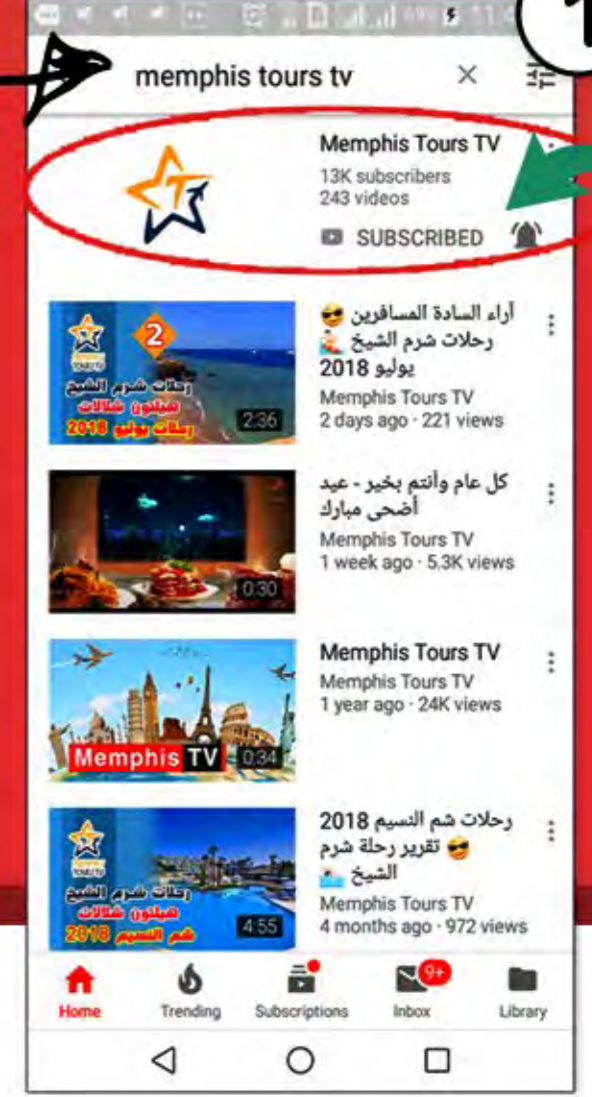 1
memphis tours tv
Memphis Tours TV
13K subscribers
243 videos
SUBSCRIBED
2
رحلات شرم الشيخ
هيلتون شلالات
رحلات يوليو 2018
2:36
آراء السادة المسافرين 😎
رحلات شرم الشيخ 🏄
يوليو 2018
Memphis Tours TV
2 days ago · 221 views
0:30
كل عام وأنتم بخير - عيد
أضحى مبارك
Memphis Tours TV
1 week ago · 5.3K views
Memphis TV
0:34
Memphis Tours TV
Memphis Tours TV
1 year ago · 24K views
رحلات شرم الشيخ
هيلتون شلالات
شم النسيم 2018
4:55
رحلات شم النسيم 2018
😎 تقرير رحلة شرم
الشيخ 🏊
Memphis Tours TV
4 months ago · 972 views
9+
Home
Trending
Subscriptions
Inbox
Library